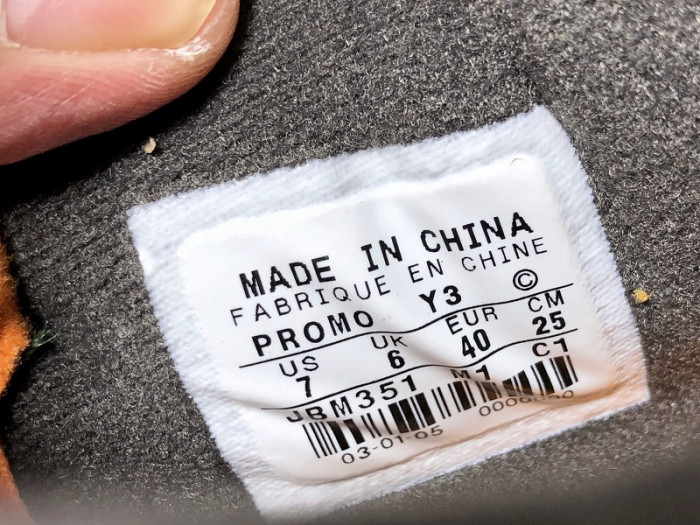 MADE IN CHINA
FABRIQUE EN CHINE
PROMO Y3 ©
US UK EUR CM
7 6 40 25
JBM351 M1 C1
03-01-05